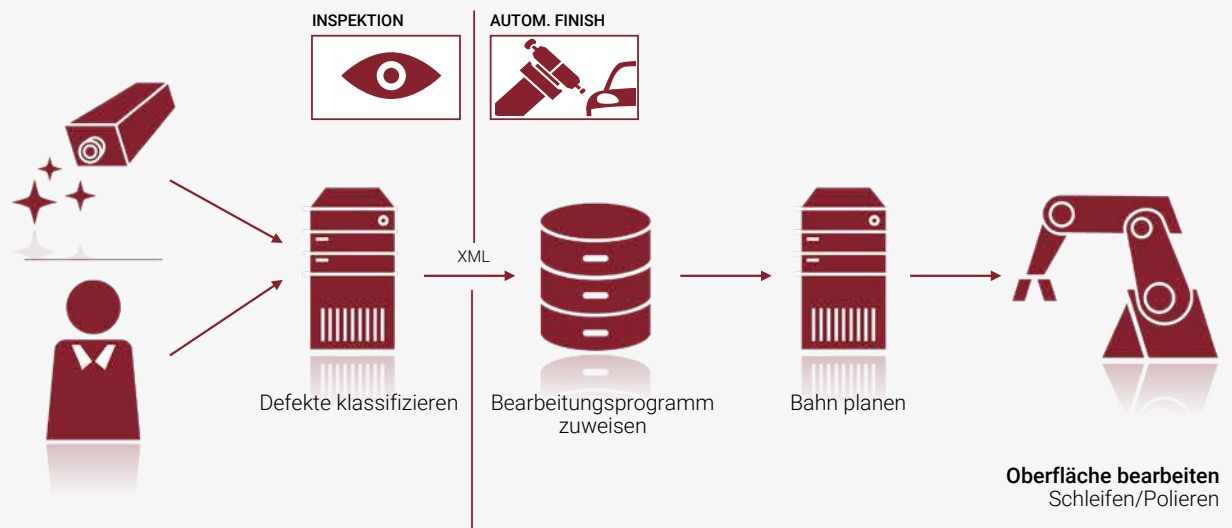 INSPEKTION
AUTOM. FINISH
XML
Defekte klassifizieren
Bearbeitungsprogramm
zuweisen
Bahn planen
Oberfläche bearbeiten
Schleifen/Polieren